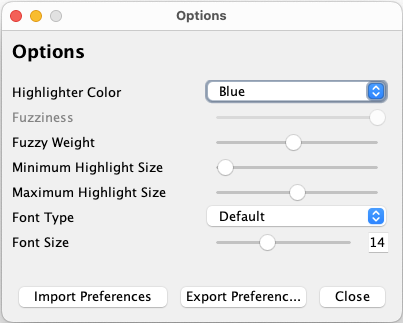 Options
Options
Highlighter Color Blue
Fuzziness
Fuzzy Weight
Minimum Highlight Size
Maximum Highlight Size
Font Type Default
Font Size 14
Import Preferences Export Preferenc... Close